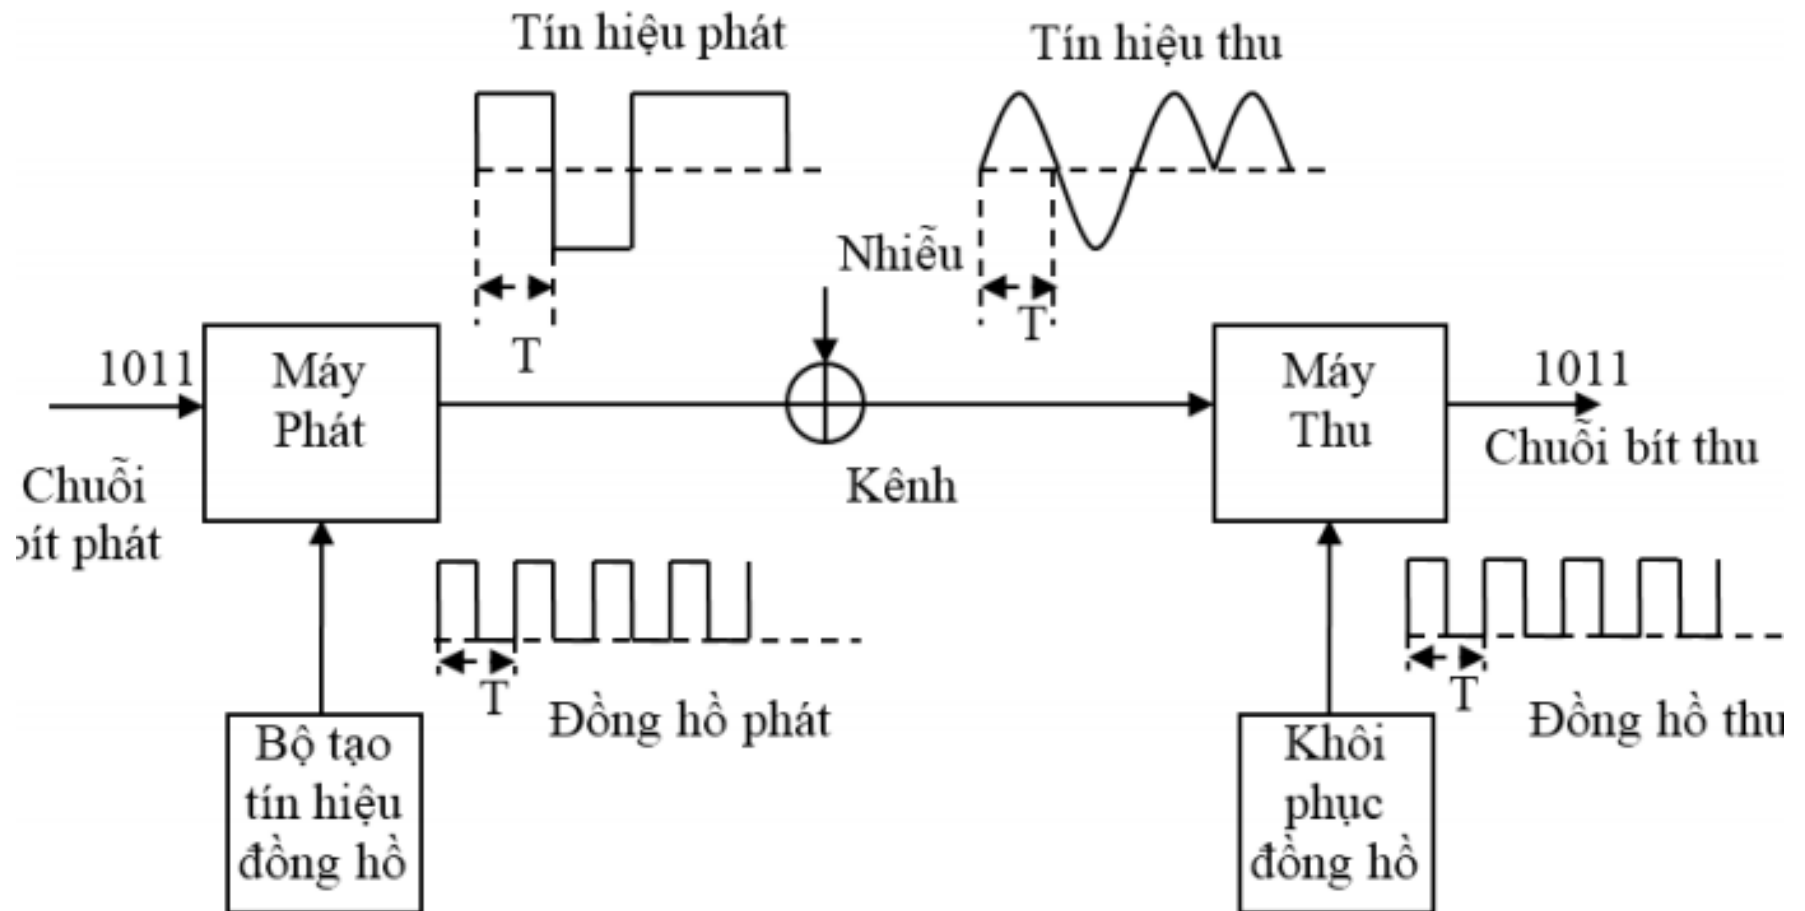 Tín hiệu phát
Tín hiệu thu
Nhiễu
T
T
1011
Máy
Phát
Máy
Thu
1011
Chuỗi bít thu
Chuỗi
bít phát
Kênh
T
Đồng hồ phát
T
Đồng hồ thu
Bộ tạo
tín hiệu
đồng hồ
Khôi
phục
đồng hồ